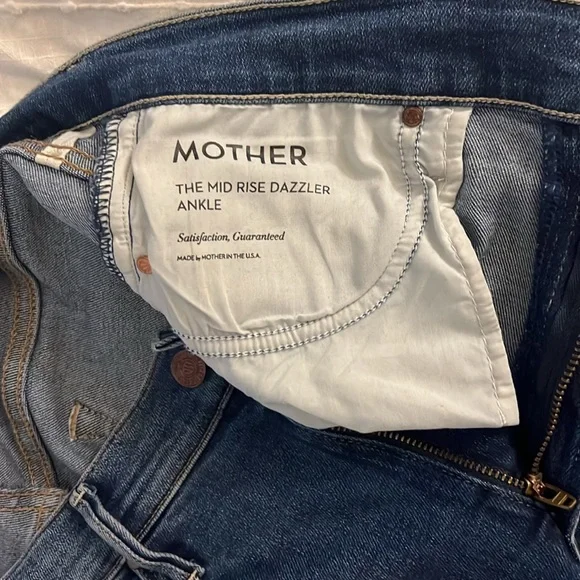 MOTHER
THE MID RISE DAZZLER
ANKLE
Satisfaction, Guaranteed
MADE by MOTHER IN THE U.S.A.